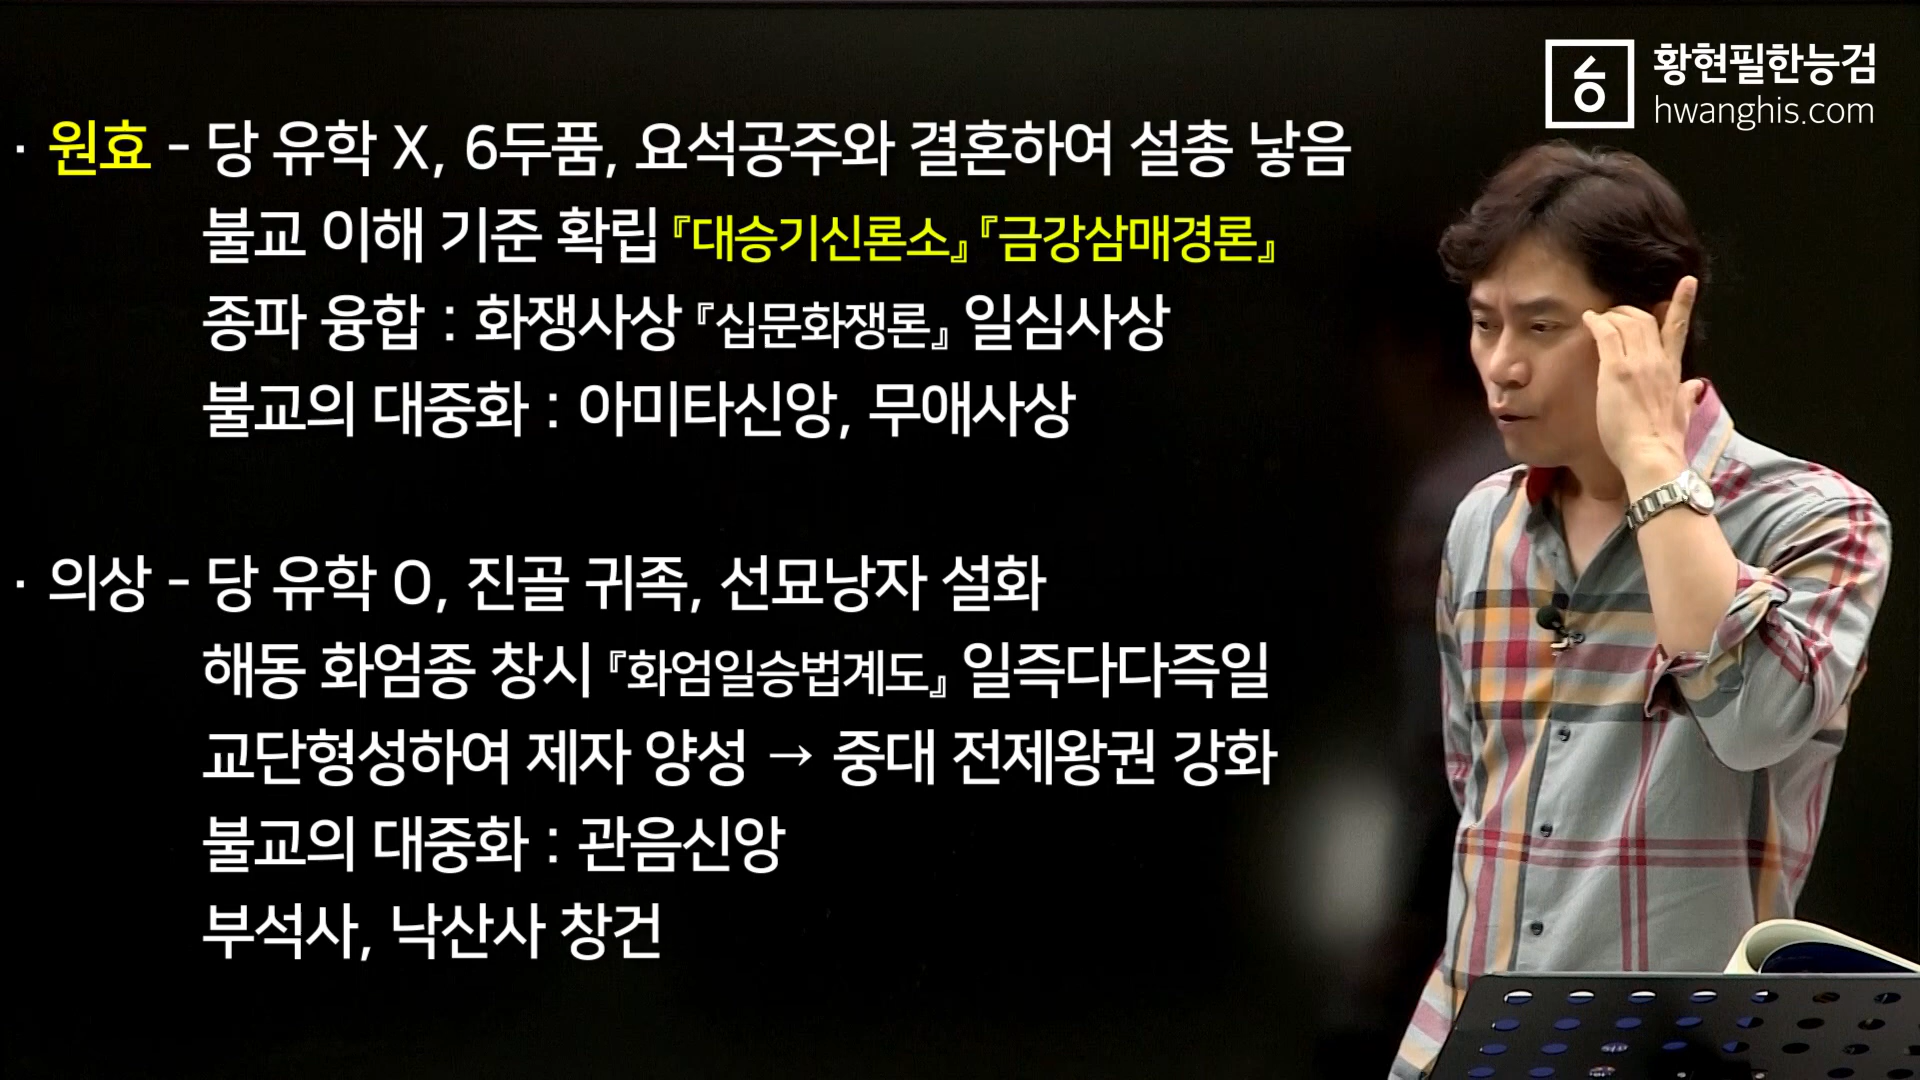 황현필한능검
hwanghis.com
· 원효 - 당 유학 X, 6두품, 요석공주와 결혼하여 설총 낳음
불교 이해 기준 확립 『대승기신론소』 『금강삼매경론』
종파 융합 : 화쟁사상 『십문화쟁론』 일심사상
불교의 대중화 : 아미타신앙, 무애사상
· 의상 - 당 유학 O, 진골 귀족, 선묘낭자 설화
해동 화엄종 창시 『화엄일승법계도』 일즉다다즉일
교단형성하여 제자 양성 → 중대 전제왕권 강화
불교의 대중화 : 관음신앙
부석사, 낙산사 창건